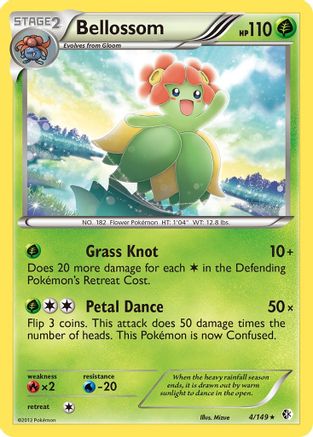 STAGE2 Bellossom HP110
Evolves from Gloom
NO. 182 Flower Pokémon HT: 1'04" WT: 12.8 lbs.
Grass Knot 10+
Does 20 more damage for each in the Defending
Pokémon's Retreat Cost.
Petal Dance 50×
Flip 3 coins. This attack does 50 damage times
the number of heads. This Pokémon is now Confused.
weakness resistance
×2 -20
retreat
When the heavy rainfall season
ends, it is drawn out by warm
sunlight to dance in the open.
©2012 Pokémon Illus. Mizue 4/149★